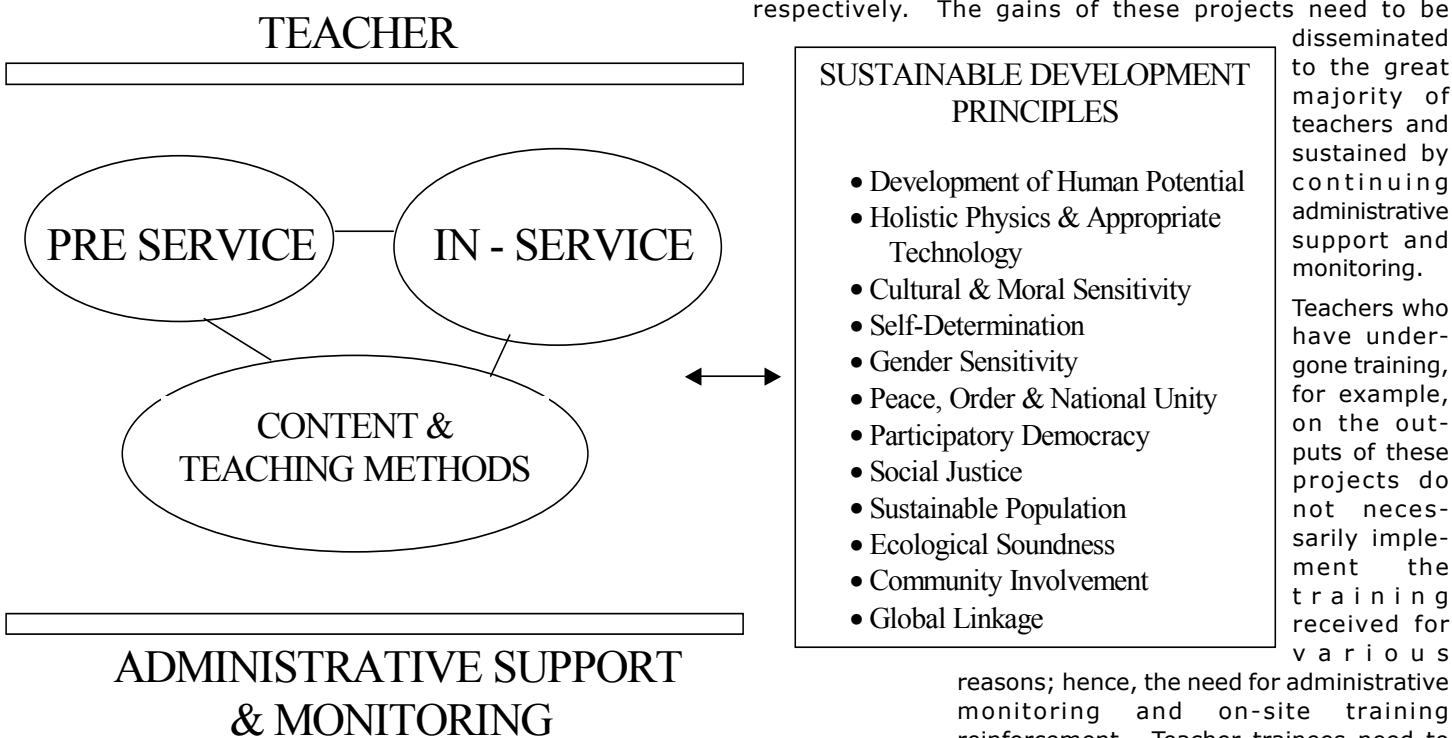 respectively. The gains of these projects need to be
disseminated
to the great
majority of
teachers and
sustained by
continuing
administrative
support and
monitoring.
Teachers who
have under-
gone training,
for example,
on the out-
puts of these
projects do
not neces-
sarily imple-
ment the
training
received for
various
reasons; hence, the need for administrative
monitoring and on-site training
reinforcement. Teacher trainees need to
TEACHER
PRE SERVICE
IN - SERVICE
CONTENT &
TEACHING METHODS
ADMINISTRATIVE SUPPORT
& MONITORING
SUSTAINABLE DEVELOPMENT
PRINCIPLES
• Development of Human Potential
• Holistic Physics & Appropriate
Technology
• Cultural & Moral Sensitivity
• Self-Determination
• Gender Sensitivity
• Peace, Order & National Unity
• Participatory Democracy
• Social Justice
• Sustainable Population
• Ecological Soundness
• Community Involvement
• Global Linkage